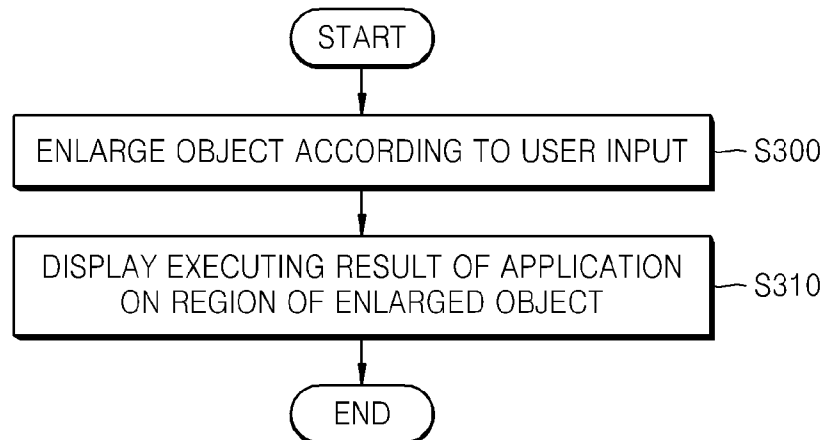 START
ENLARGE OBJECT ACCORDING TO USER INPUT
S300
DISPLAY EXECUTING RESULT OF APPLICATION
ON REGION OF ENLARGED OBJECT
S310
END